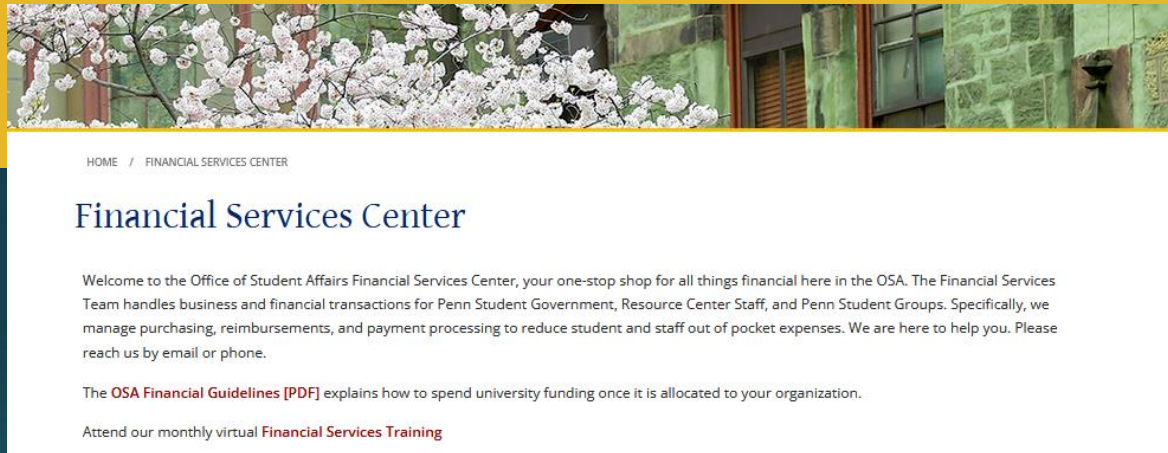 HOME / FINANCIAL SERVICES CENTER
Financial Services Center
Welcome to the Office of Student Affairs Financial Services Center, your one-stop shop for all things financial here in the OSA. The Financial Services
Team handles business and financial transactions for Penn Student Government, Resource Center Staff, and Penn Student Groups. Specifically, we
manage purchasing, reimbursements, and payment processing to reduce student and staff out of pocket expenses. We are here to help you. Please
reach us by email or phone.
The OSA Financial Guidelines [PDF] explains how to spend university funding once it is allocated to your organization.
Attend our monthly virtual Financial Services Training